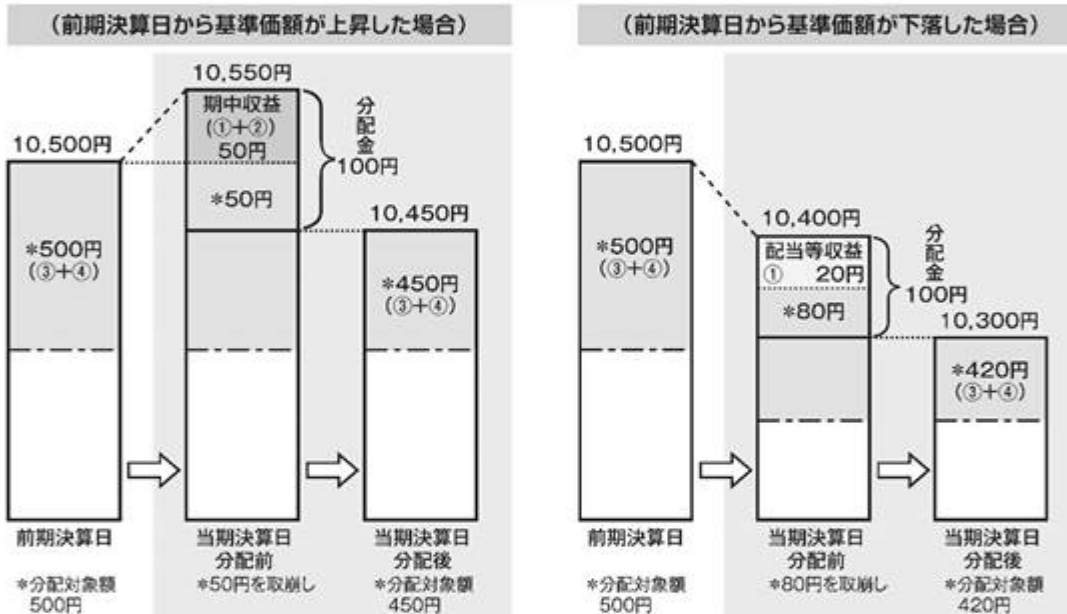 (前期決算日から基準価額が上昇した場合)
10,550円
期中収益
(①+②)
50円
*50円
分配金
100円
10,500円
*500円
(③+④)
10,450円
*450円
(③+④)
前期決算日
当期決算日
分配前
当期決算日
分配後
*分配対象額
500円
*50円を取崩し
*分配対象額
450円
(前期決算日から基準価額が下落した場合)
10,500円
*500円
(③+④)
10,400円
配当等収益
① 20円
*80円
分配金
100円
10,300円
*420円
(③+④)
前期決算日
当期決算日
分配前
当期決算日
分配後
*分配対象額
500円
*80円を取崩し
*分配対象額
420円